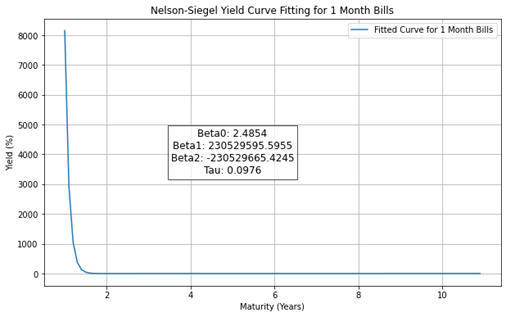 Nelson-Siegel Yield Curve Fitting for 1 Month Bills
Fitted Curve for 1 Month Bills
8000
7000
6000
5000
4000
3000
2000
1000
0
Yield (%)
Beta0: 2.4854
Beta1: 230529595.5955
Beta2: -230529665.4245
Tau: 0.0976
2 4 6 8 10
Maturity (Years)